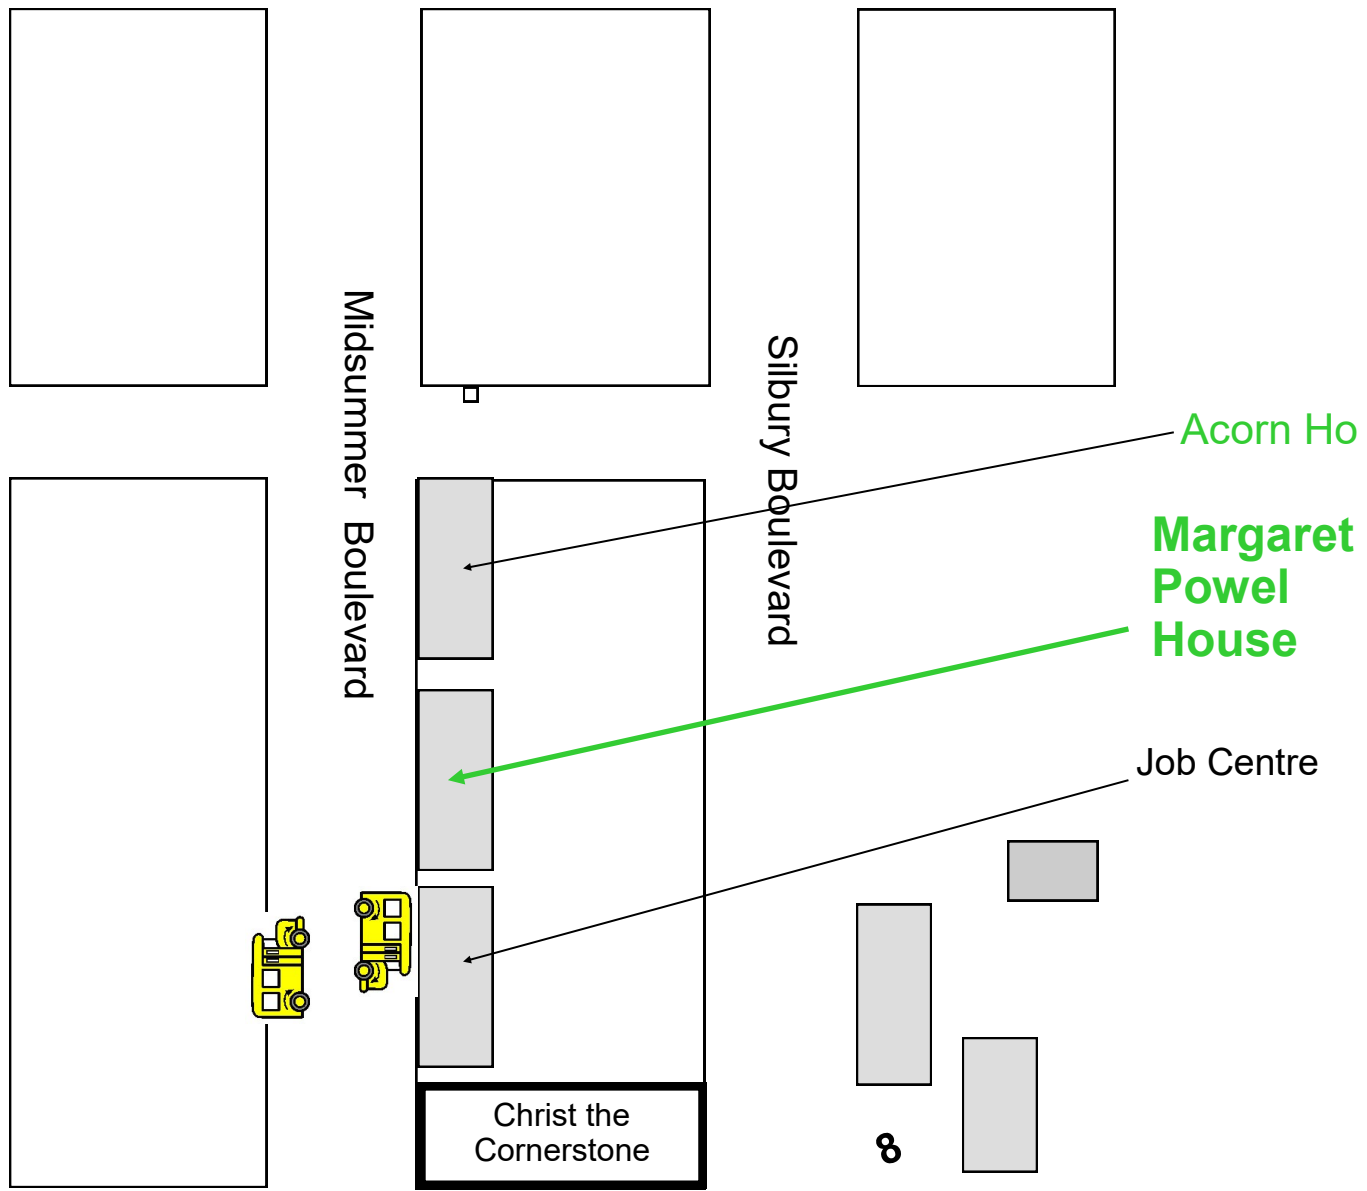 Midsummer Boulevard
Silbury Boulevard
Acorn Ho
Margaret
Powel
House
Job Centre
Christ the
Cornerstone
8